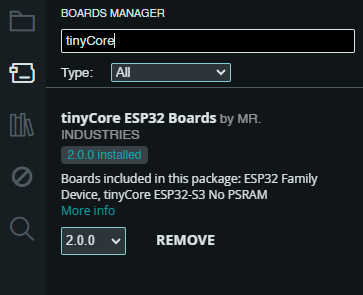 BOARDS MANAGER
tinyCore
Type: All
tinyCore ESP32 Boards by MR.
INDUSTRIES
2.0.0 installed
Boards included in this package: ESP32 Family
Device, tinyCore ESP32-S3 No PSRAM
More info
2.0.0 REMOVE